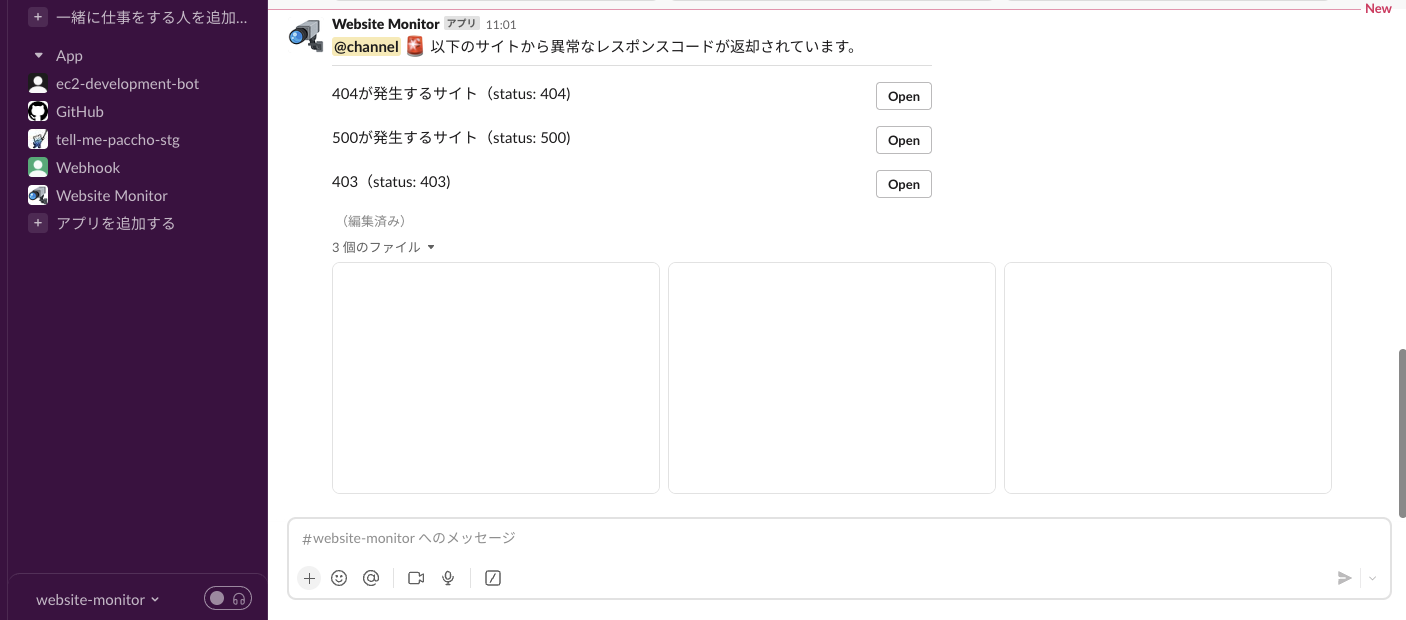 一緒に仕事をする人を追加...
App
ec2-development-bot
GitHub
tell-me-paccho-stg
Webhook
Website Monitor
アプリを追加する
website-monitor
New
Website Monitor アプリ 11:01
@channel 🚨 以下のサイトから異常なレスポンスコードが返却されています。
404が発生するサイト（status: 404) Open
500が発生するサイト（status: 500) Open
403（status: 403) Open
（編集済み）
3 個のファイル
#website-monitor へのメッセージ